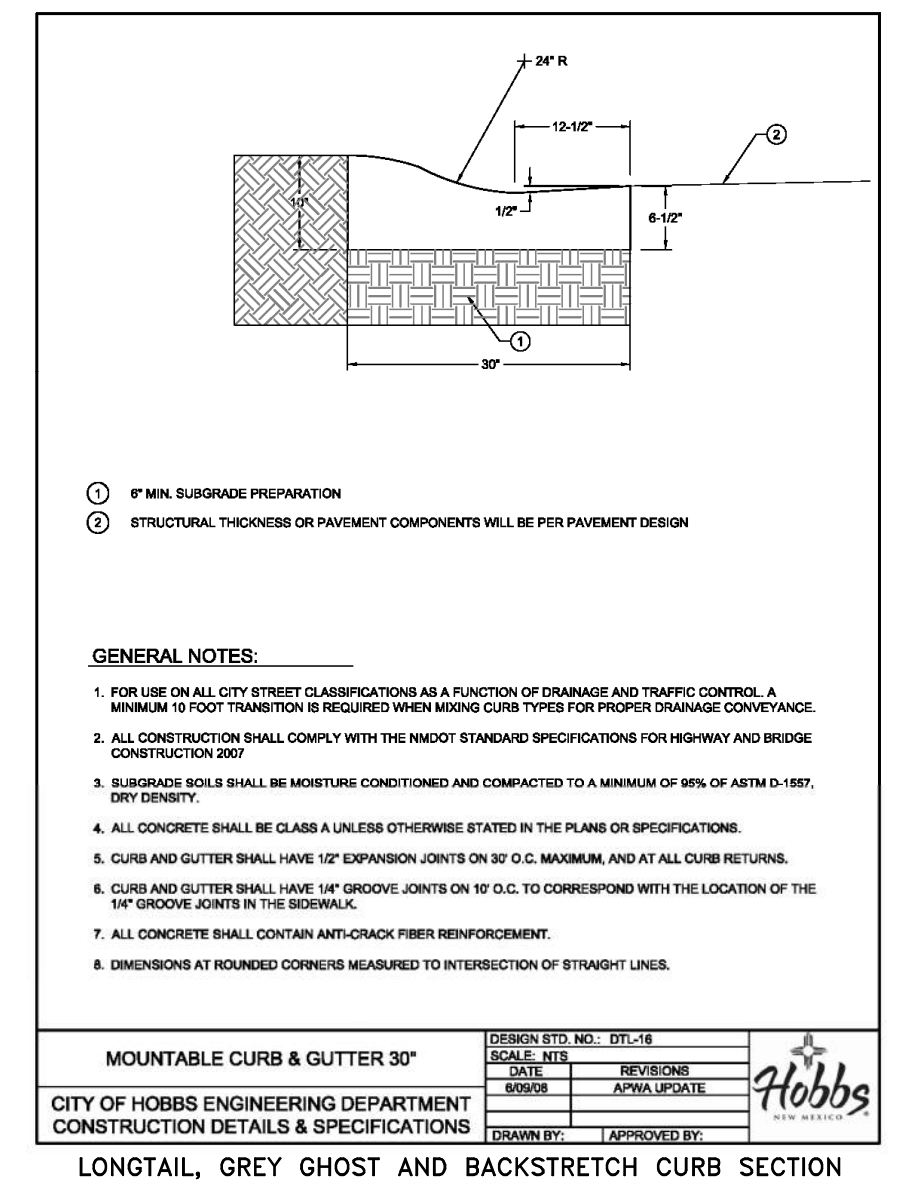 24" R
12-1/2"
2
10"
1/2"
6-1/2"
1
30"
1 6" MIN. SUBGRADE PREPARATION
2 STRUCTURAL THICKNESS OR PAVEMENT COMPONENTS WILL BE PER PAVEMENT DESIGN
GENERAL NOTES:
1. FOR USE ON ALL CITY STREET CLASSIFICATIONS AS A FUNCTION OF DRAINAGE AND TRAFFIC CONTROL. A
MINIMUM 10 FOOT TRANSITION IS REQUIRED WHEN MIXING CURB TYPES FOR PROPER DRAINAGE CONVEYANCE.
2. ALL CONSTRUCTION SHALL COMPLY WITH THE NMDOT STANDARD SPECIFICATIONS FOR HIGHWAY AND BRIDGE
CONSTRUCTION 2007
3. SUBGRADE SOILS SHALL BE MOISTURE CONDITIONED AND COMPACTED TO A MINIMUM OF 95% OF ASTM D-1557,
DRY DENSITY.
4. ALL CONCRETE SHALL BE CLASS A UNLESS OTHERWISE STATED IN THE PLANS OR SPECIFICATIONS.
5. CURB AND GUTTER SHALL HAVE 1/2" EXPANSION JOINTS ON 30' O.C. MAXIMUM, AND AT ALL CURB RETURNS.
6. CURB AND GUTTER SHALL HAVE 1/4" GROOVE JOINTS ON 10' O.C. TO CORRESPOND WITH THE LOCATION OF THE
1/4" GROOVE JOINTS IN THE SIDEWALK.
7. ALL CONCRETE SHALL CONTAIN ANTI-CRACK FIBER REINFORCEMENT.
8. DIMENSIONS AT ROUNDED CORNERS MEASURED TO INTERSECTION OF STRAIGHT LINES.
MOUNTABLE CURB & GUTTER 30"
CITY OF HOBBS ENGINEERING DEPARTMENT
CONSTRUCTION DETAILS & SPECIFICATIONS
DESIGN STD. NO.: DTL-16
SCALE: NTS
DATE REVISIONS
6/09/08 APWA UPDATE
DRAWN BY: APPROVED BY:
Hobbs
NEW MEXICO
LONGTAIL, GREY GHOST AND BACKSTRETCH CURB SECTION